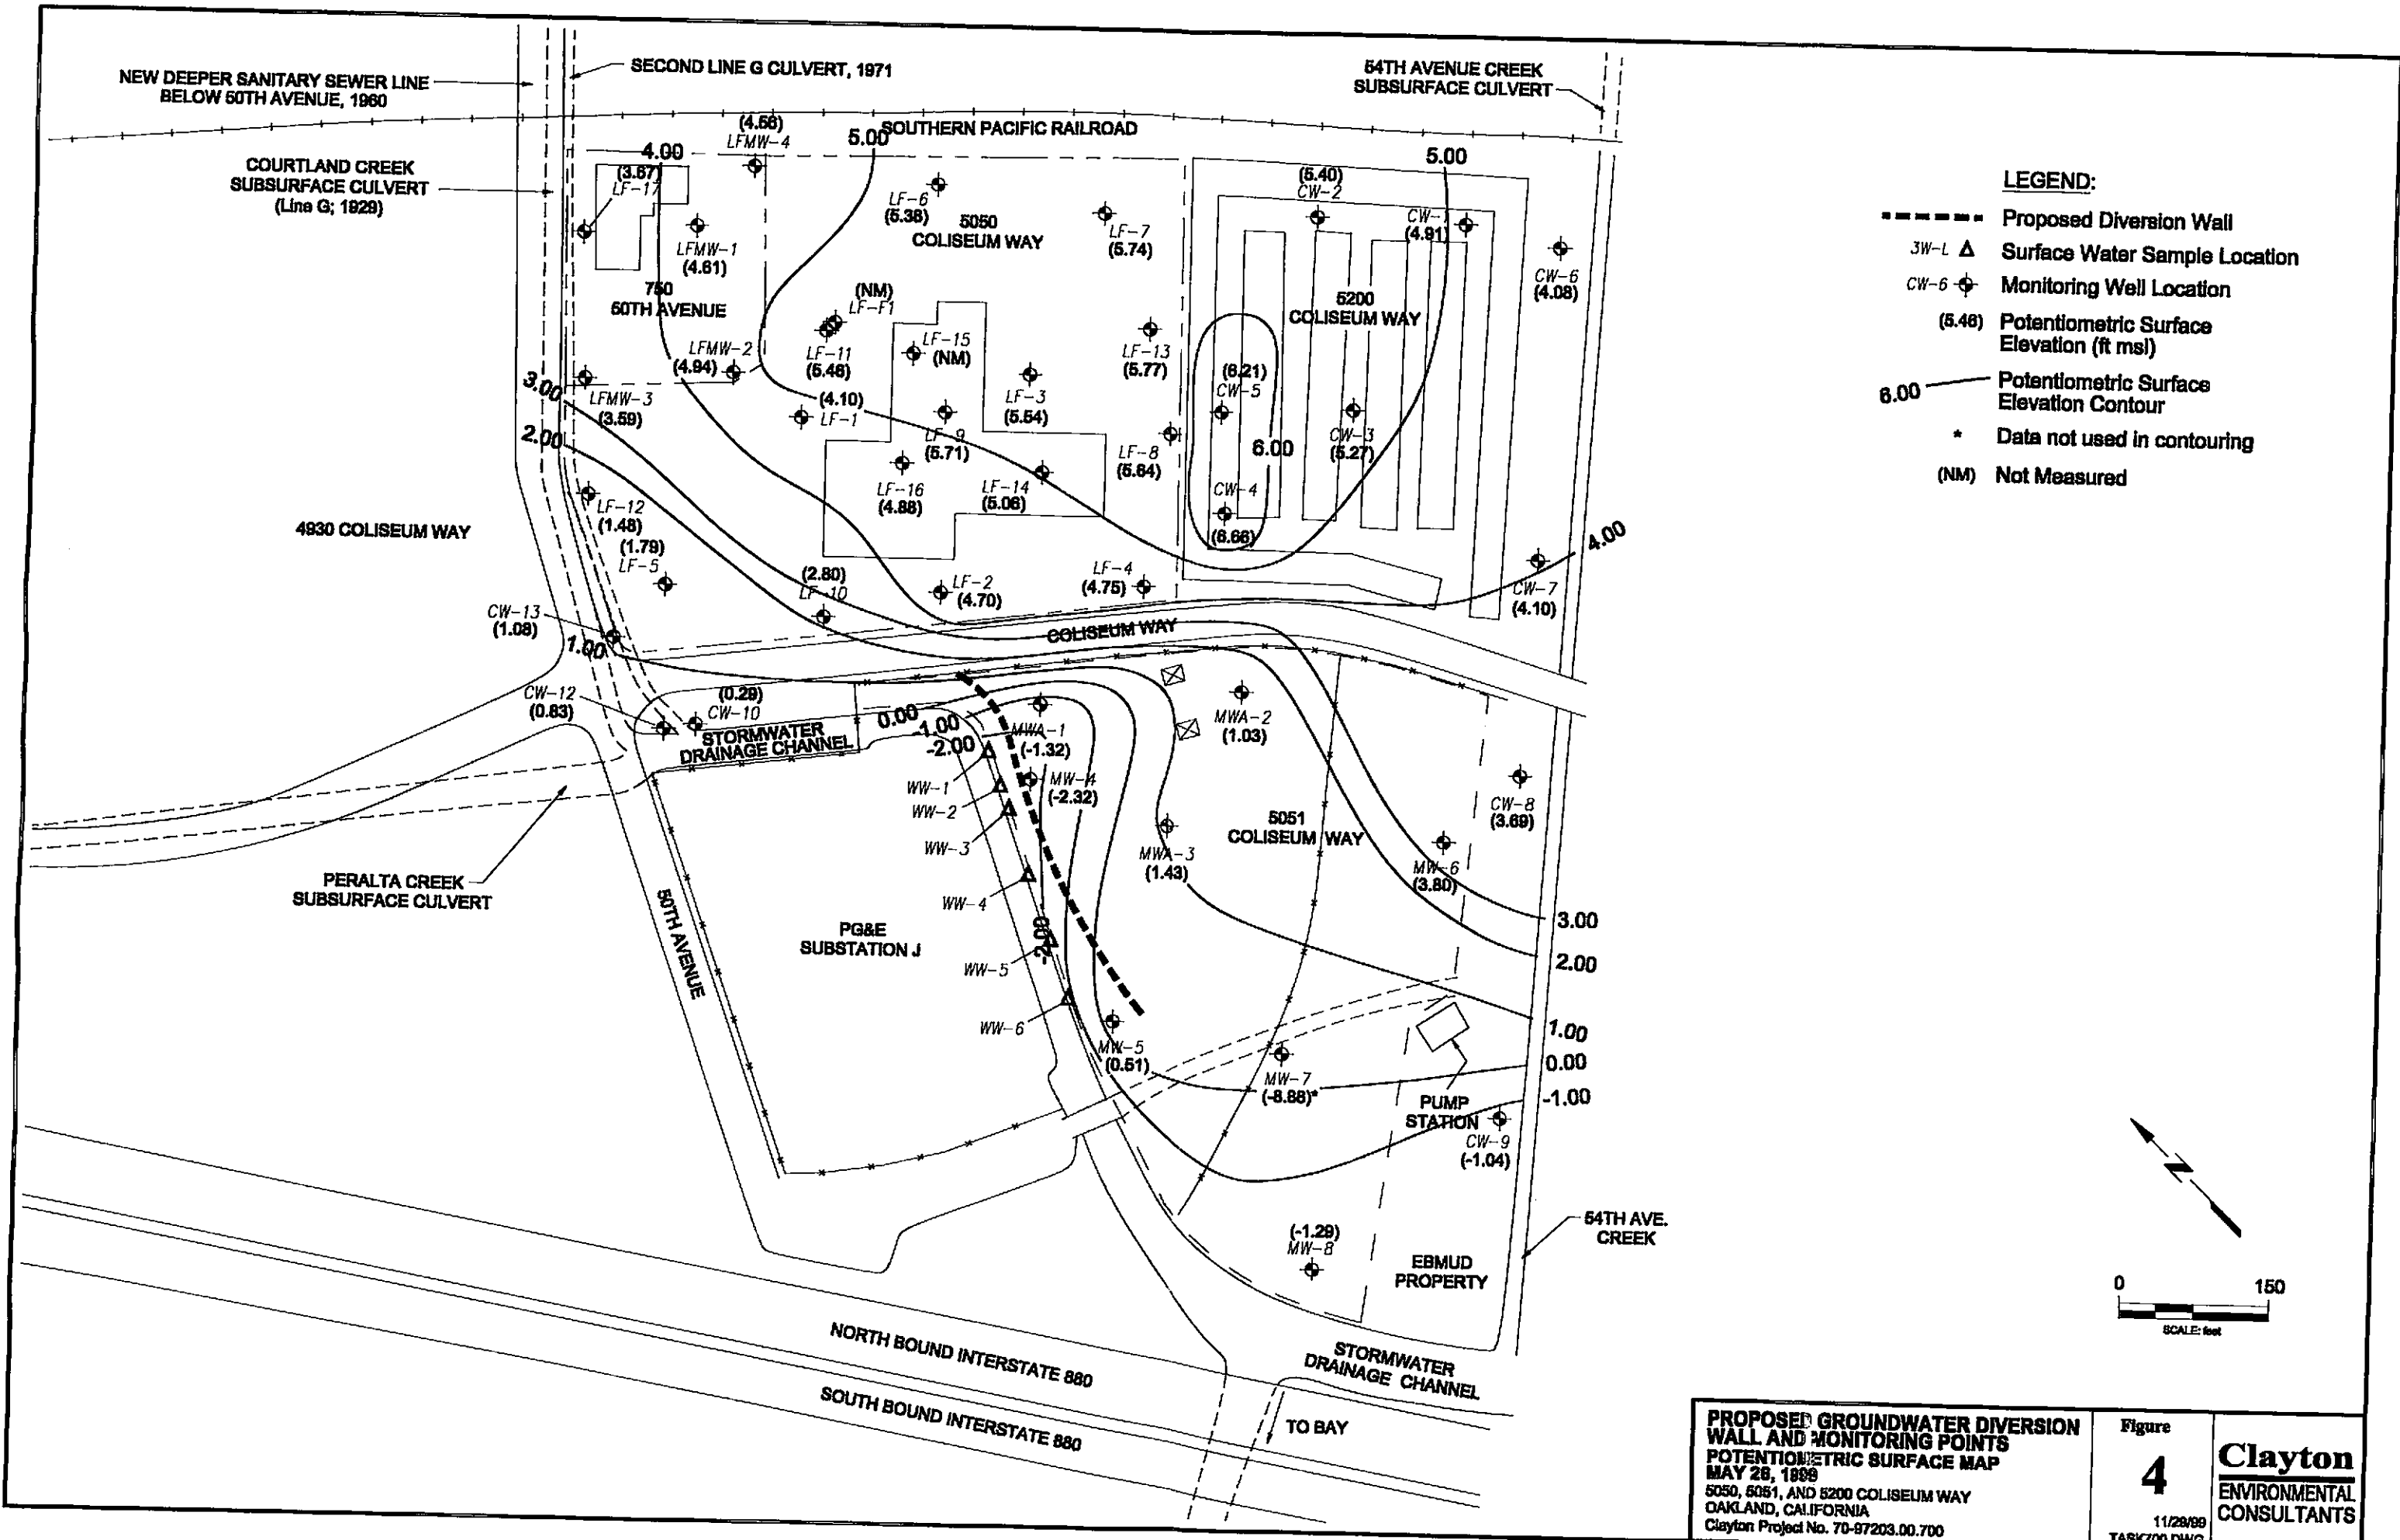 NEW DEEPER SANITARY SEWER LINE
BELOW 50TH AVENUE, 1960
SECOND LINE G CULVERT, 1971
54TH AVENUE CREEK
SUBSURFACE CULVERT
SOUTHERN PACIFIC RAILROAD
COURTLAND CREEK
SUBSURFACE CULVERT
(Line G; 1929)
4.00
(3.67)
LF-17
(4.56)
LFMW-4
5.00
LF-6
(5.38)
5050
COLISEUM WAY
LF-7
(5.74)
(5.40)
CW-2
5.00
CW-1
(4.91)
CW-6
(4.08)
LFMW-1
(4.61)
750
50TH AVENUE
(NM)
LF-F1
LF-11
(5.46)
LF-15
(NM)
LF-13
(5.77)
5200
COLISEUM WAY
LFMW-2
(4.94)
(6.21)
CW-5
3.00
LFMW-3
(3.59)
(4.10)
LF-1
LF-3
(5.54)
LF-9
(5.71)
LF-8
(5.64)
6.00
CW-3
(5.27)
2.00
LF-16
(4.88)
LF-14
(5.06)
CW-4
(6.66)
LF-12
(1.48)
(1.79)
LF-5
4930 COLISEUM WAY
4.00
(2.80)
LF-10
LF-2
(4.70)
LF-4
(4.75)
CW-7
(4.10)
CW-13
(1.08)
1.00
COLISEUM WAY
CW-12
(0.83)
(0.29)
CW-10
STORMWATER
DRAINAGE CHANNEL
0.00
-1.00
-2.00
MWA-1
(-1.32)
MWA-2
(1.03)
WW-1
WW-2
WW-3
MW-4
(-2.32)
CW-8
(3.69)
5051
COLISEUM WAY
MWA-3
(1.43)
MW-6
(3.80)
PERALTA CREEK
SUBSURFACE CULVERT
WW-4
50TH AVENUE
PG&E
SUBSTATION J
-2.00
WW-5
WW-6
3.00
2.00
1.00
0.00
-1.00
MW-5
(0.51)
MW-7
(-8.88)*
PUMP
STATION
CW-9
(-1.04)
(-1.29)
MW-8
EBMUD
PROPERTY
54TH AVE.
CREEK
NORTH BOUND INTERSTATE 880
SOUTH BOUND INTERSTATE 880
STORMWATER
DRAINAGE CHANNEL
TO BAY
LEGEND:
Proposed Diversion Wall
3W-L Surface Water Sample Location
CW-6 Monitoring Well Location
(5.46) Potentiometric Surface
Elevation (ft msl)
6.00 Potentiometric Surface
Elevation Contour
* Data not used in contouring
(NM) Not Measured
N
0 150
SCALE: feet
PROPOSED GROUNDWATER DIVERSION
WALL AND MONITORING POINTS
POTENTIOMETRIC SURFACE MAP
MAY 28, 1999
5050, 5051, AND 5200 COLISEUM WAY
OAKLAND, CALIFORNIA
Clayton Project No. 70-97203.00.700
Figure
4
11/29/99
TASK700.DWG
Clayton
ENVIRONMENTAL
CONSULTANTS